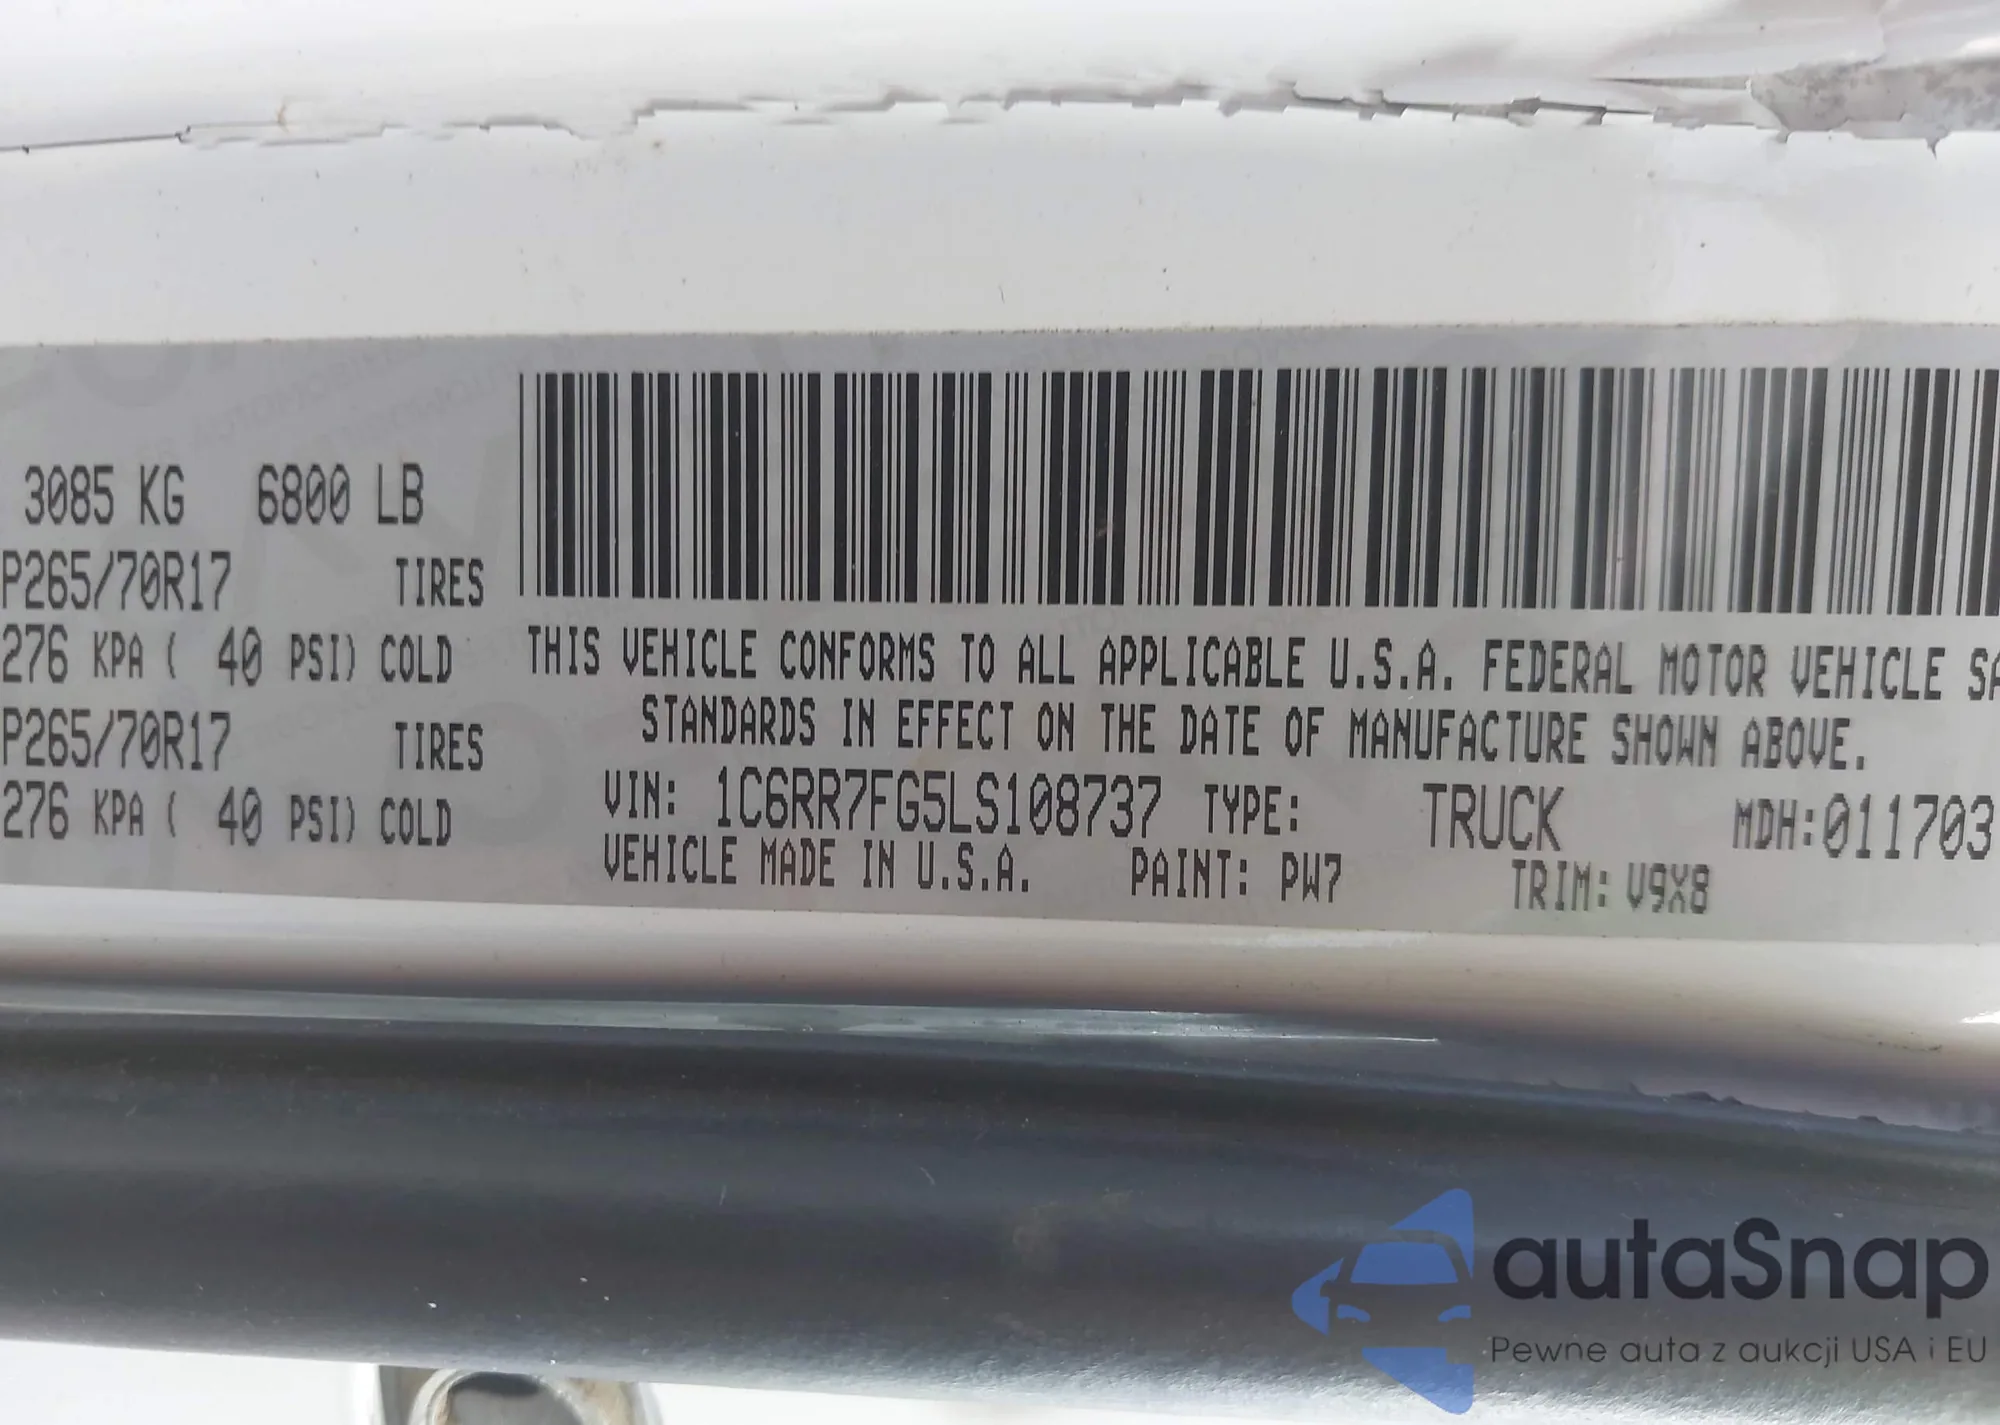 3085 KG 6800 LB
P265/70R17 TIRES
276 KPA ( 40 PSI) COLD
P265/70R17 TIRES
276 KPA ( 40 PSI) COLD
THIS VEHICLE CONFORMS TO ALL APPLICABLE U.S.A. FEDERAL MOTOR VEHICLE SA
STANDARDS IN EFFECT ON THE DATE OF MANUFACTURE SHOWN ABOVE.
VIN: 1C6RR7FG5LS108737 TYPE: TRUCK MDH:011703
VEHICLE MADE IN U.S.A. PAINT: PW7 TRIM: V9X8
autaSnap
Pewne auta z aukcji USA i EU